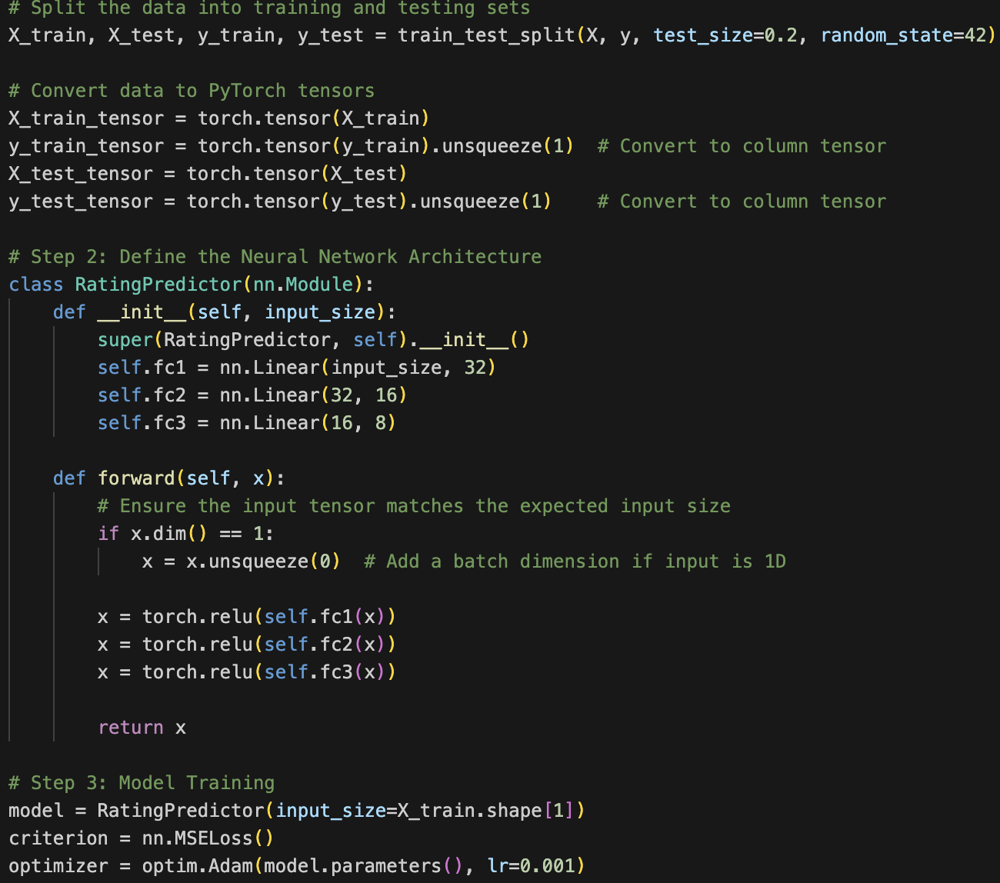 # Split the data into training and testing sets
X_train, X_test, y_train, y_test = train_test_split(X, y, test_size=0.2, random_state=42)

# Convert data to PyTorch tensors
X_train_tensor = torch.tensor(X_train)
y_train_tensor = torch.tensor(y_train).unsqueeze(1)  # Convert to column tensor
X_test_tensor = torch.tensor(X_test)
y_test_tensor = torch.tensor(y_test).unsqueeze(1)    # Convert to column tensor

# Step 2: Define the Neural Network Architecture
class RatingPredictor(nn.Module):
    def __init__(self, input_size):
        super(RatingPredictor, self).__init__()
        self.fc1 = nn.Linear(input_size, 32)
        self.fc2 = nn.Linear(32, 16)
        self.fc3 = nn.Linear(16, 8)

    def forward(self, x):
        # Ensure the input tensor matches the expected input size
        if x.dim() == 1:
            x = x.unsqueeze(0)  # Add a batch dimension if input is 1D

        x = torch.relu(self.fc1(x))
        x = torch.relu(self.fc2(x))
        x = torch.relu(self.fc3(x))

        return x

# Step 3: Model Training
model = RatingPredictor(input_size=X_train.shape[1])
criterion = nn.MSELoss()
optimizer = optim.Adam(model.parameters(), lr=0.001)